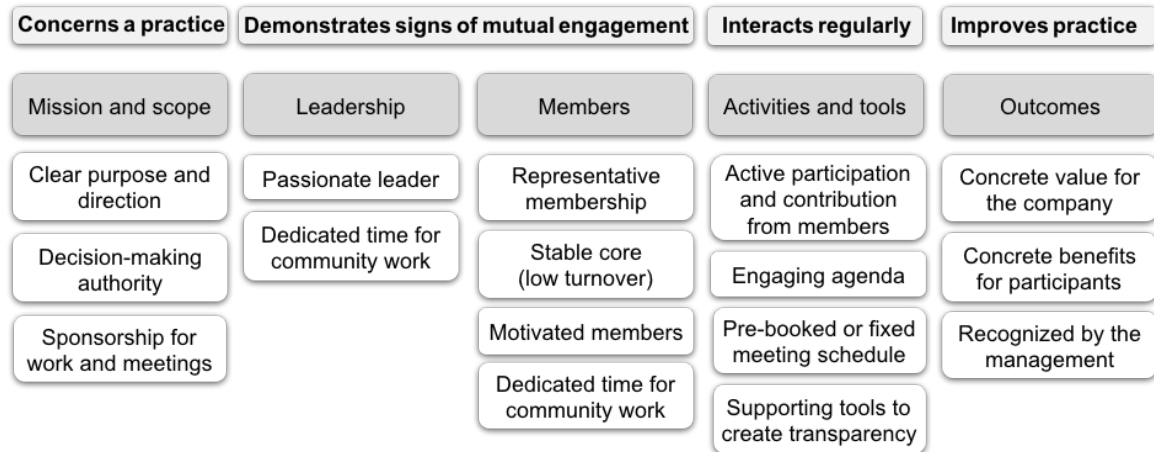 Concerns a practice
Demonstrates signs of mutual engagement
Interacts regularly
Improves practice
Mission and scope
Leadership
Members
Activities and tools
Outcomes
Clear purpose and
direction
Decision-making
authority
Sponsorship for
work and meetings
Passionate leader
Dedicated time for
community work
Representative
membership
Stable core
(low turnover)
Motivated members
Dedicated time for
community work
Active participation
and contribution
from members
Engaging agenda
Pre-booked or fixed
meeting schedule
Supporting tools to
create transparency
Concrete value for
the company
Concrete benefits
for participants
Recognized by the
management